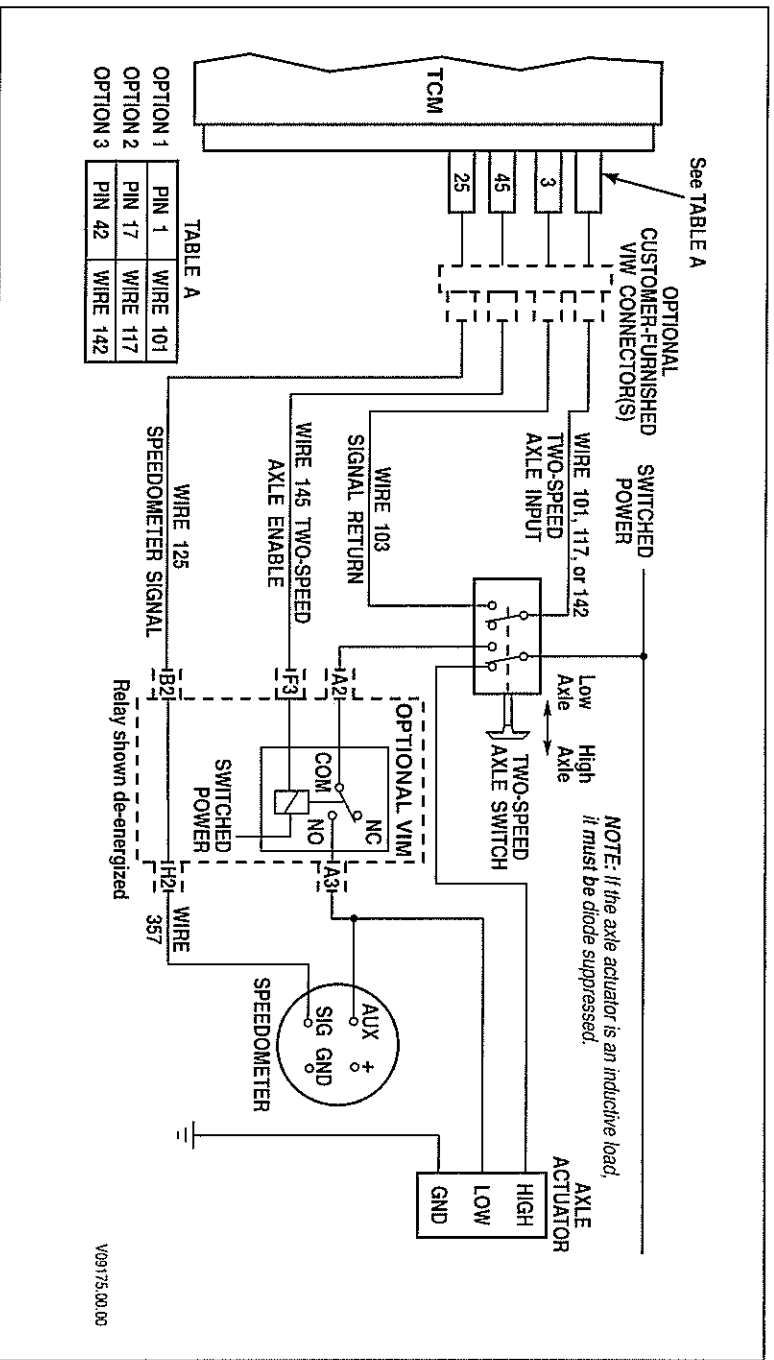 NOTE: If the axle actuator is an inductive load,
it must be diode suppressed.
SWITCHED
POWER
OPTIONAL
CUSTOMER-FURNISHED
VIW CONNECTOR(S)
See TABLE A
TCM
3
45
25
WIRE 101, 117, or 142
TWO-SPEED
AXLE INPUT
WIRE 103
SIGNAL RETURN
WIRE 145 TWO-SPEED
AXLE ENABLE
WIRE 125
SPEEDOMETER SIGNAL
Low
Axle
High
Axle
TWO-SPEED
AXLE SWITCH
OPTIONAL VIM
A2
F3
B2
COM
NC
NO
SWITCHED
POWER
A3
H2
Relay shown de-energized
WIRE
357
AUX
+
SIG
GND
SPEEDOMETER
AXLE
ACTUATOR
HIGH
LOW
GND
TABLE A
OPTION 1 PIN 1 WIRE 101
OPTION 2 PIN 17 WIRE 117
OPTION 3 PIN 42 WIRE 142
V09175.00.00